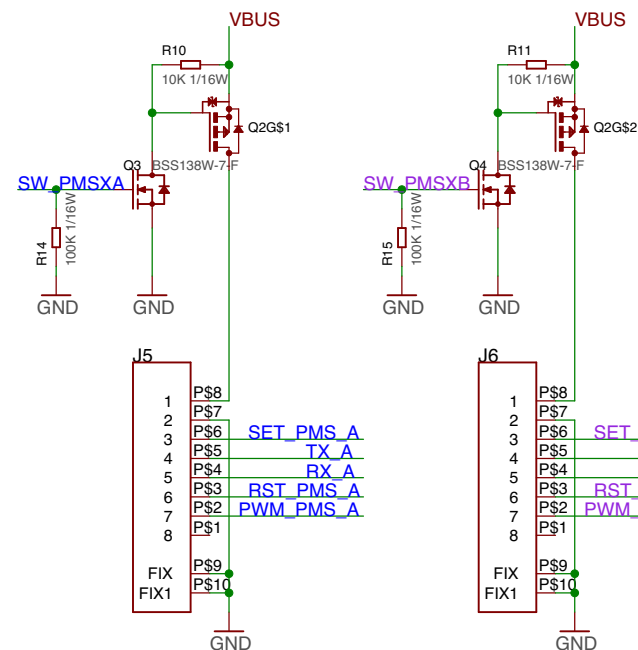 VBUS
R10
10K 1/16W
Q2G$1
Q3
BSS138W-7-F
SW_PMSXA
R14
100K 1/16W
GND
GND
J5
1 P$8
2 P$7
3 P$6 SET_PMS_A
4 P$5 TX_A
5 P$4 RX_A
6 P$3 RST_PMS_A
7 P$2 PWM_PMS_A
8 P$1
FIX P$9
FIX1 P$10
GND
VBUS
R11
10K 1/16W
Q2G$2
Q4
BSS138W-7-F
SW_PMSXB
R15
100K 1/16W
GND
GND
J6
1 P$8
2 P$7
3 P$6 SET_
4 P$5
5 P$4
6 P$3 RST_
7 P$2 PWM_
8 P$1
FIX P$9
FIX1 P$10
GND